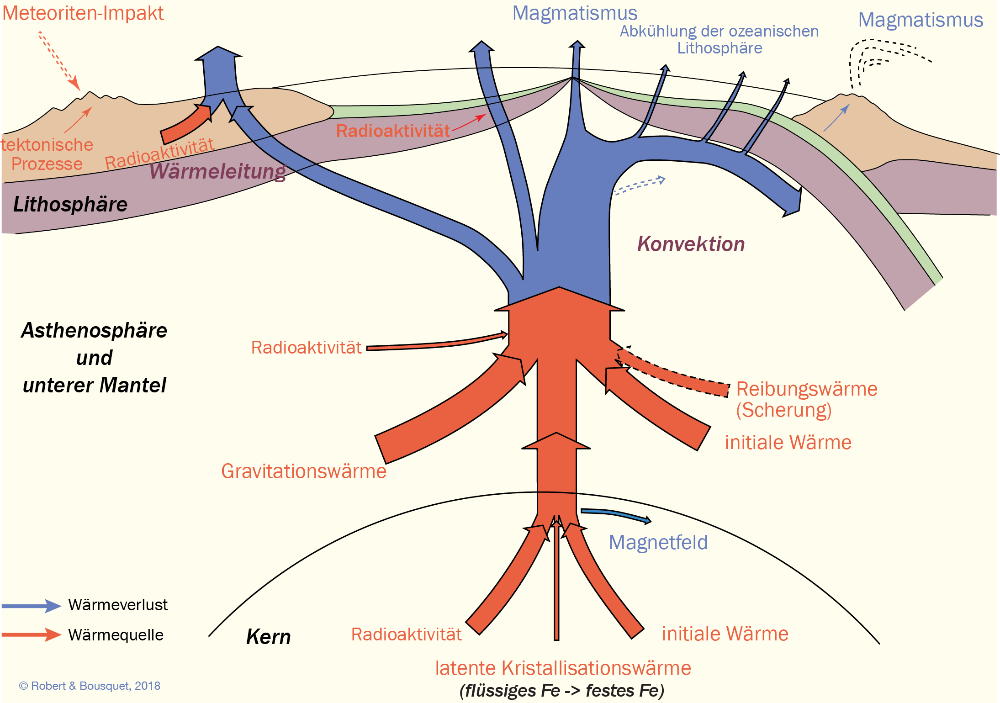 Meteoriten-Impakt
Magmatismus
Magmatismus
Abkühlung der ozeanischen
Lithosphäre
Radioaktivität
tektonische
Prozesse
Radioaktivität
Wärmeleitung
Lithosphäre
Konvektion
Asthenosphäre
und
unterer Mantel
Radioaktivität
Reibungswärme
(Scherung)
initiale Wärme
Gravitationswärme
Magnetfeld
Wärmeverlust
Wärmequelle
Kern
Radioaktivität
initiale Wärme
latente Kristallisationswärme
(flüssiges Fe -> festes Fe)
© Robert & Bousquet, 2018